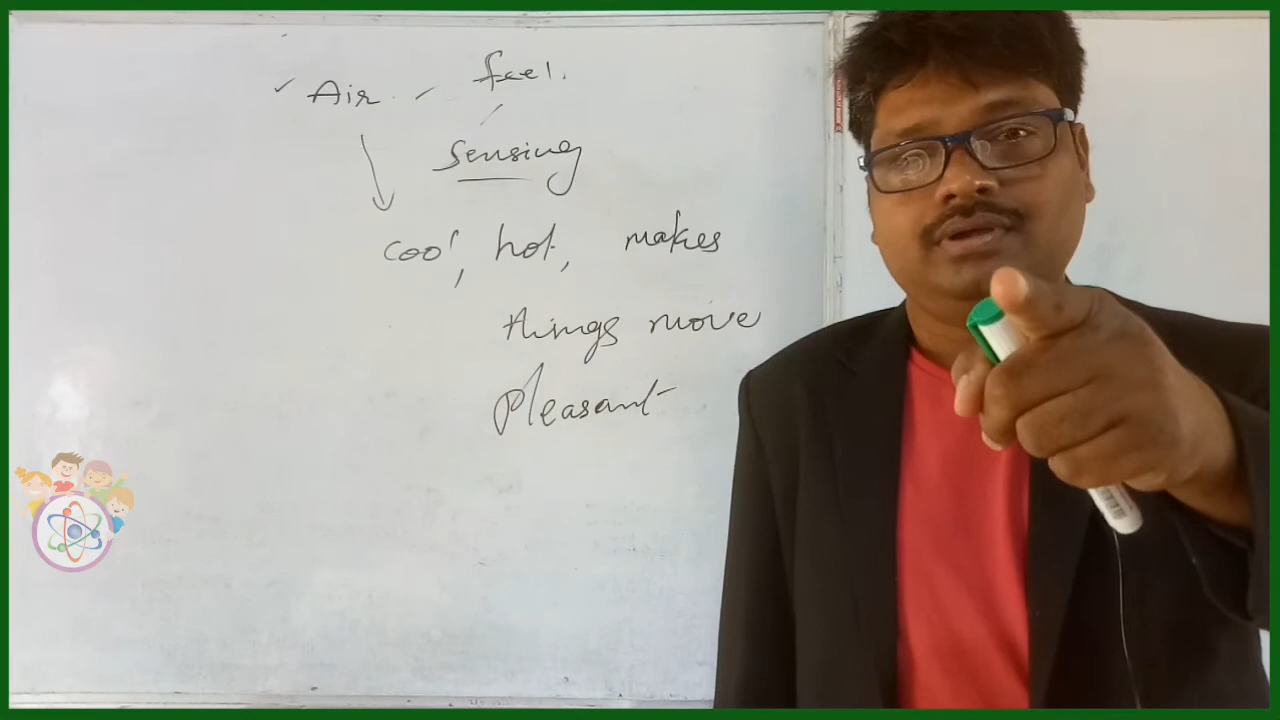 ✓ Air - feel.
sensing
cool, hot, makes
things move
pleasant